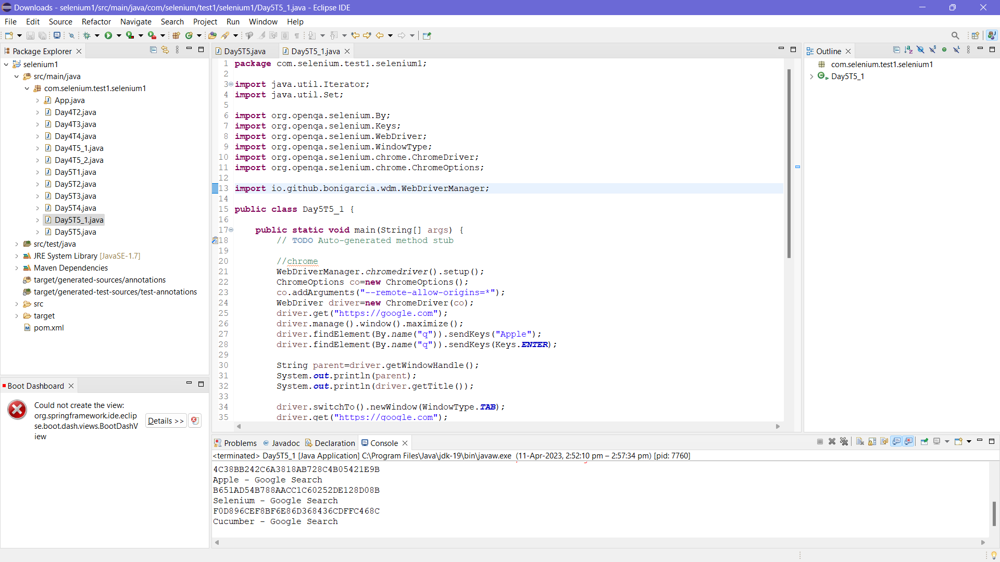 Downloads - selenium1/src/main/java/com/selenium/test1/selenium1/Day5T5_1.java - Eclipse IDE
File Edit Source Refactor Navigate Search Project Run Window Help
Package Explorer
selenium1
src/main/java
com.selenium.test1.selenium1
App.java
Day4T2.java
Day4T3.java
Day4T4.java
Day4T5_1.java
Day4T5_2.java
Day5T1.java
Day5T2.java
Day5T3.java
Day5T4.java
Day5T5_1.java
Day5T5.java
src/test/java
JRE System Library [JavaSE-1.7]
Maven Dependencies
target/generated-sources/annotations
target/generated-test-sources/test-annotations
src
target
pom.xml
Boot Dashboard
Could not create the view:
org.springframework.ide.eclip
se.boot.dash.views.BootDashV
iew
Details >>
Day5T5.java Day5T5_1.java
1 package com.selenium.test1.selenium1;
2
3 import java.util.Iterator;
4 import java.util.Set;
5
6 import org.openqa.selenium.By;
7 import org.openqa.selenium.Keys;
8 import org.openqa.selenium.WebDriver;
9 import org.openqa.selenium.WindowType;
10 import org.openqa.selenium.chrome.ChromeDriver;
11 import org.openqa.selenium.chrome.ChromeOptions;
12
13 import io.github.bonigarcia.wdm.WebDriverManager;
14
15 public class Day5T5_1 {
16
17 public static void main(String[] args) {
18 // TODO Auto-generated method stub
19
20 //chrome
21 WebDriverManager.chromedriver().setup();
22 ChromeOptions co=new ChromeOptions();
23 co.addArguments("--remote-allow-origins=*");
24 WebDriver driver=new ChromeDriver(co);
25 driver.get("https://google.com");
26 driver.manage().window().maximize();
27 driver.findElement(By.name("q")).sendKeys("Apple");
28 driver.findElement(By.name("q")).sendKeys(Keys.ENTER);
29
30 String parent=driver.getWindowHandle();
31 System.out.println(parent);
32 System.out.println(driver.getTitle());
33
34 driver.switchTo().newWindow(WindowType.TAB);
35 driver.get("https://google.com");
Outline
com.selenium.test1.selenium1
Day5T5_1
Problems @ Javadoc Declaration Console
<terminated> Day5T5_1 [Java Application] C:\Program Files\Java\jdk-19\bin\javaw.exe (11-Apr-2023, 2:52:10 pm – 2:57:34 pm) [pid: 7760]
4C38BB242C6A3818AB728C4B05421E9B
Apple - Google Search
B651AD54B788AACC1C60252DE128D08B
Selenium - Google Search
F0D896CEF8BF6E86D368436CDFFC468C
Cucumber - Google Search